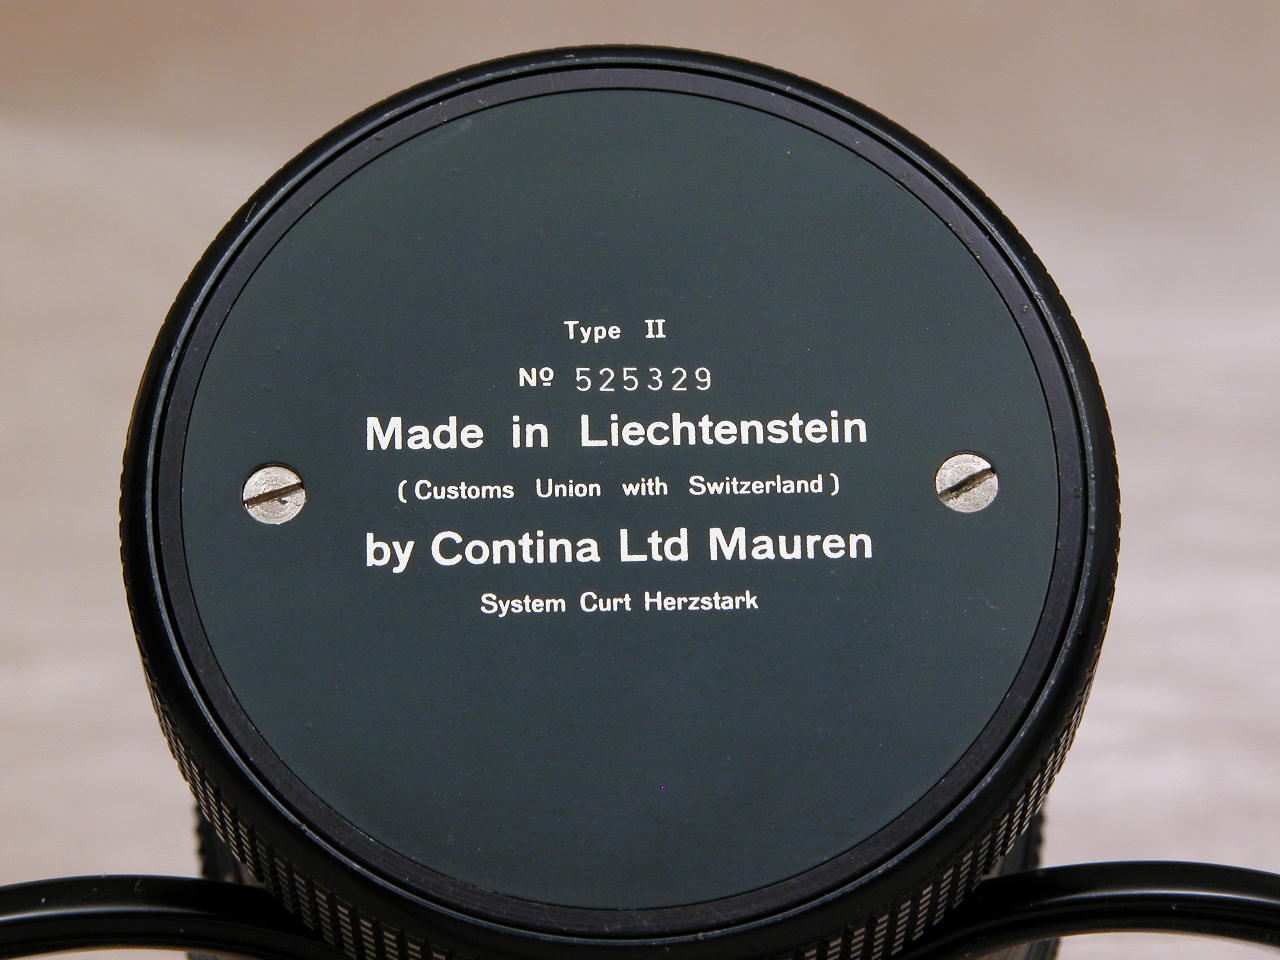 Type II
Nº 525329
Made in Liechtenstein
(Customs Union with Switzerland)
by Contina Ltd Mauren
System Curt Herzstark